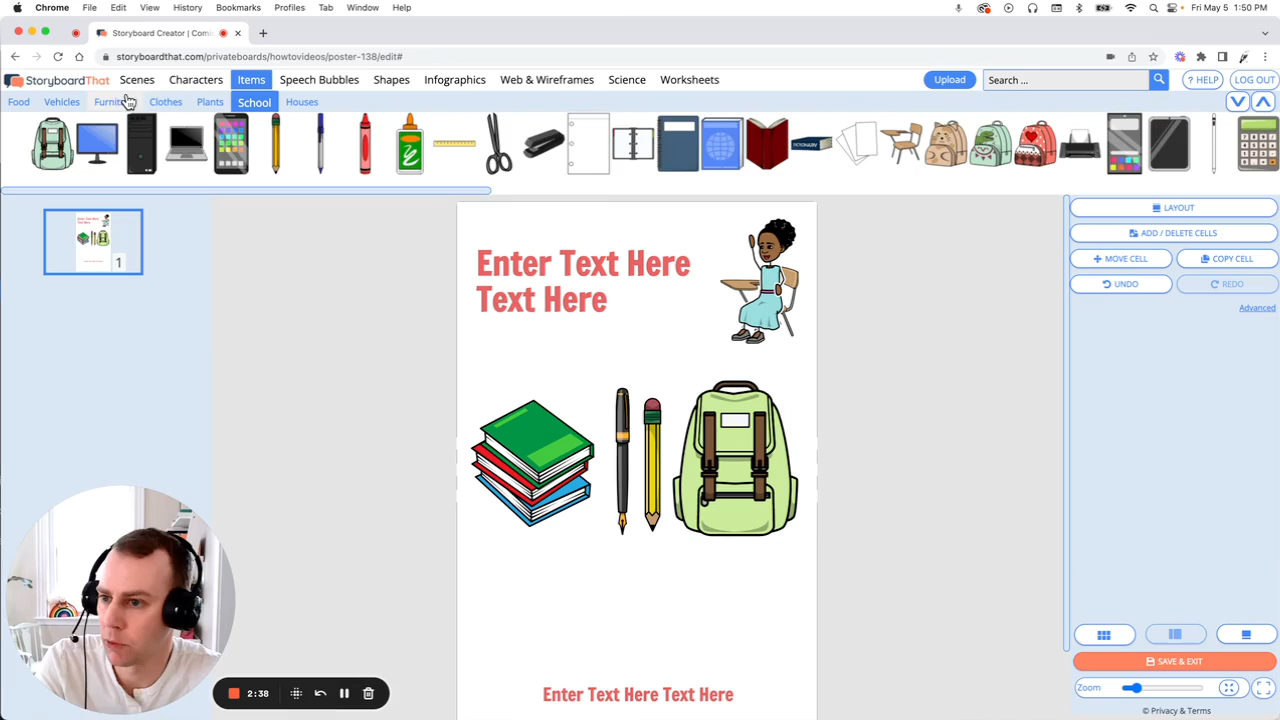 Chrome File Edit View History Bookmarks Profiles Tab Window Help Fri May 5 1:50 PM
Storyboard Creator | Comi
storyboardthat.com/privateboards/howtovideos/poster-138/edit#
StoryboardThat Scenes Characters Items Speech Bubbles Shapes Infographics Web & Wireframes Science Worksheets Upload Search ... ? HELP LOG OUT
Food Vehicles Furnit Clothes Plants School Houses
DICTIONARY
LAYOUT
ADD / DELETE CELLS
MOVE CELL COPY CELL
UNDO REDO
Advanced
1
Enter Text Here
Text Here
Enter Text Here Text Here
2:38
SAVE & EXIT
Zoom
© Privacy & Terms